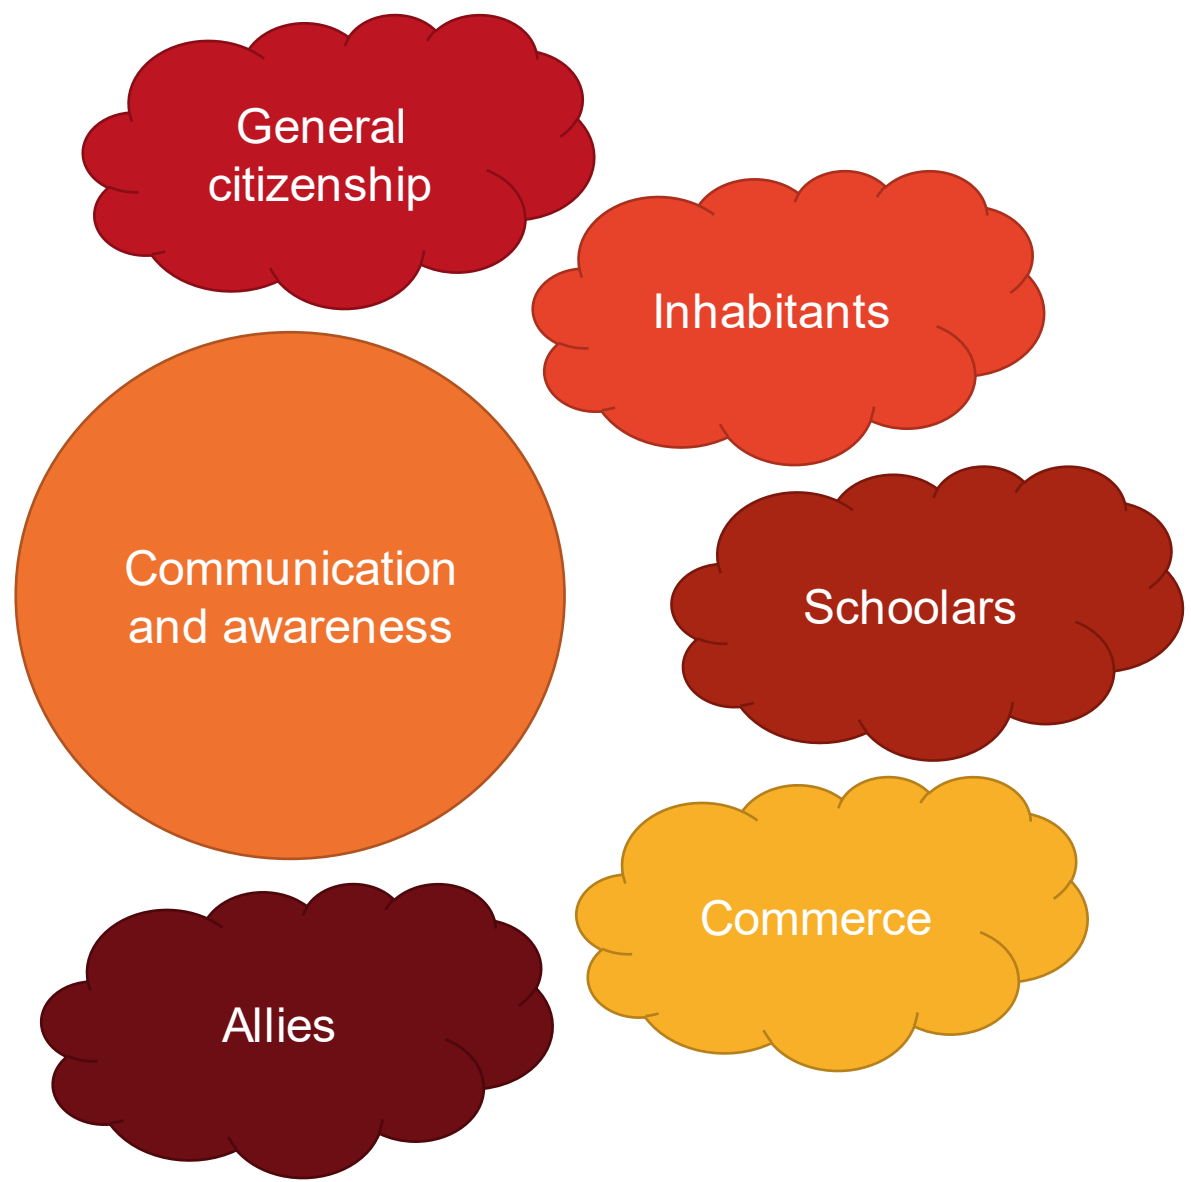 General
citizenship
Inhabitants
Communication
and awareness
Schoolars
Commerce
Allies